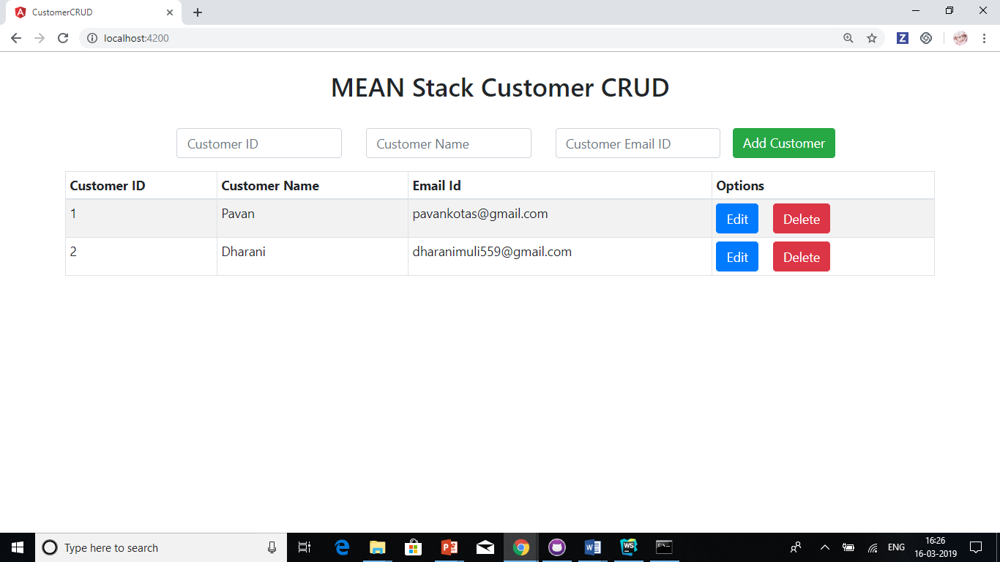 CustomerCRUD
localhost:4200
MEAN Stack Customer CRUD
Customer ID Customer Name Customer Email ID Add Customer
Customer ID Customer Name Email Id Options
1 Pavan pavankotas@gmail.com Edit Delete
2 Dharani dharanimuli559@gmail.com Edit Delete
Type here to search
ENG
16:26
16-03-2019